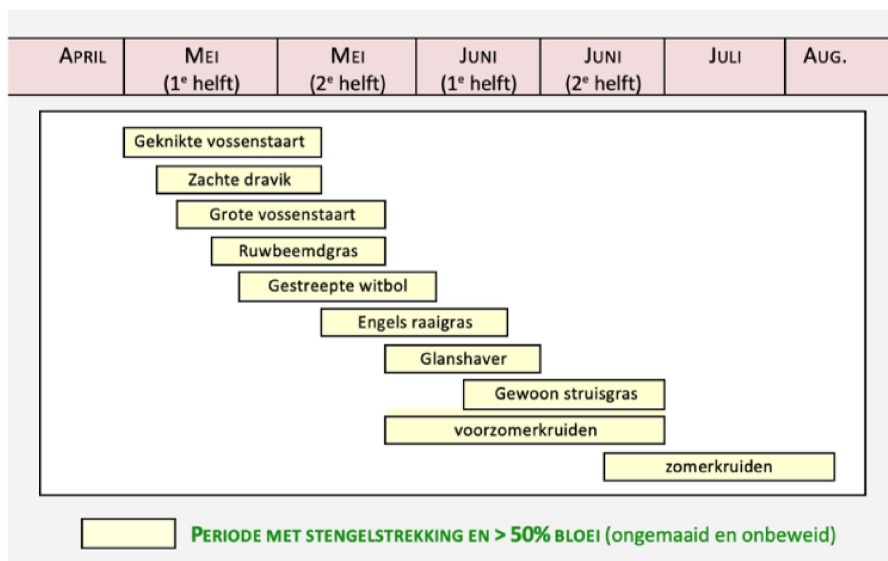 APRIL MEI MEI JUNI JUNI JULI AUG.
(1e helft) (2e helft) (1e helft) (2e helft)
Geknikte vossenstaart
Zachte dravik
Grote vossenstaart
Ruwbeemdgras
Gestreepte witbol
Engels raaigras
Glanshaver
Gewoon struisgras
voorzomerkruiden
zomerkruiden
PERIODE MET STENGELSTREKKING EN > 50% BLOEI (ongemaaid en onbeweid)